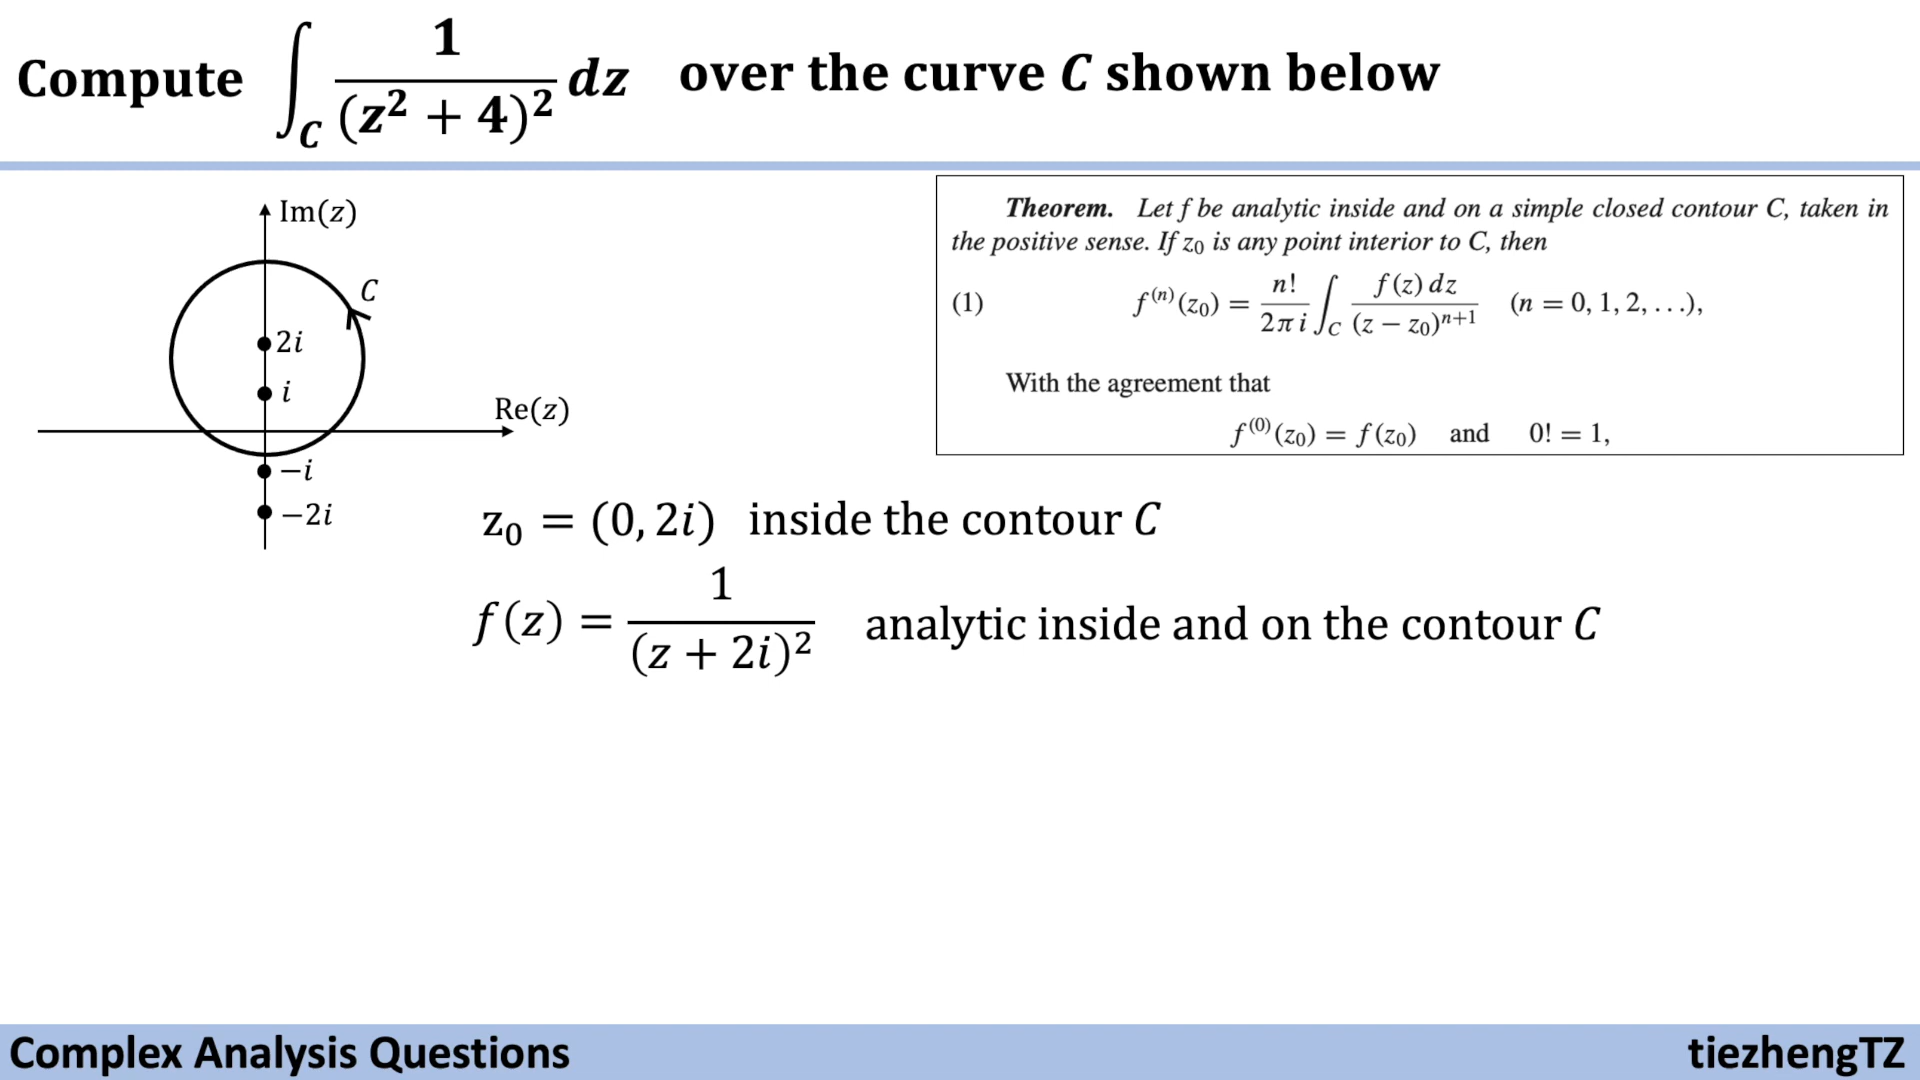 Compute ∫_C 1/(z² + 4)² dz over the curve C shown below
Im(z)
C
2i
i
Re(z)
−i
−2i
Theorem. Let f be analytic inside and on a simple closed contour C, taken in
the positive sense. If z₀ is any point interior to C, then
(1) f⁽ⁿ⁾(z₀) = n!/(2πi) ∫_C f(z) dz/(z − z₀)ⁿ⁺¹ (n = 0, 1, 2, . . .),
With the agreement that
f⁽⁰⁾(z₀) = f(z₀) and 0! = 1,
z₀ = (0, 2i) inside the contour C
f(z) = 1/(z + 2i)² analytic inside and on the contour C
Complex Analysis Questions
tiezhengTZ